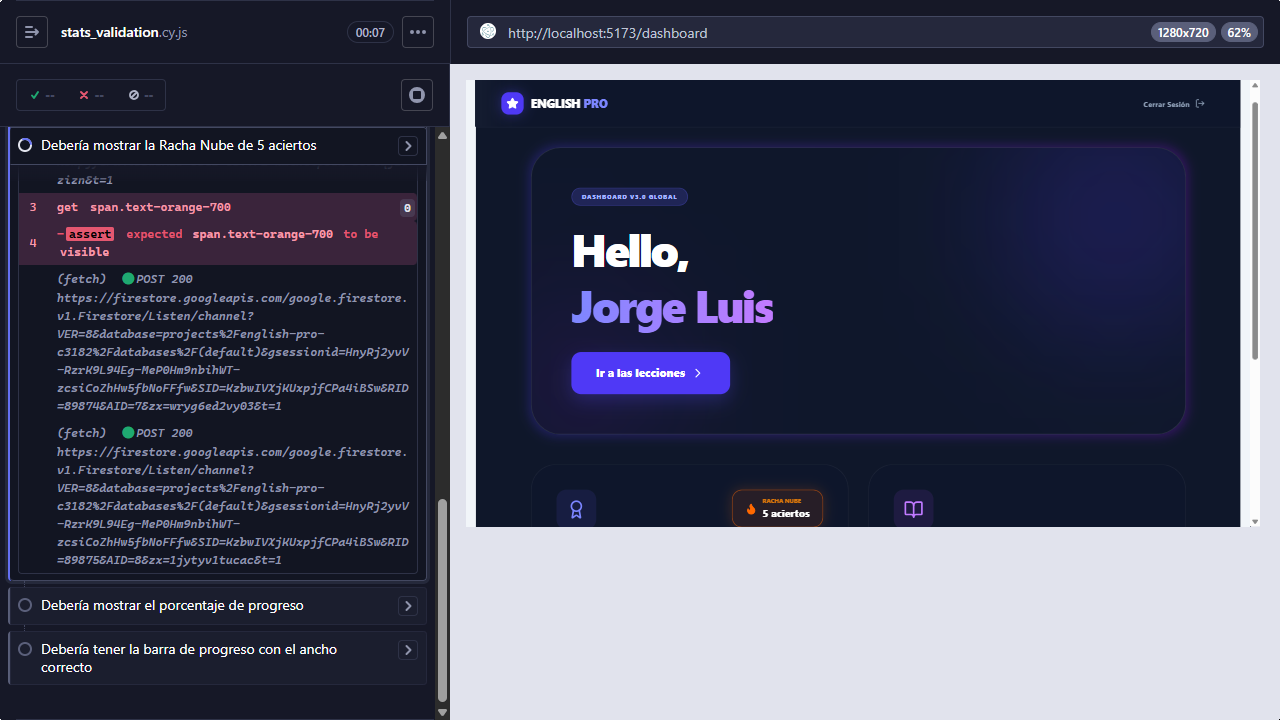 stats_validation.cy.js
00:07
--
--
--
Debería mostrar la Racha Nube de 5 aciertos
zizn&t=1
3 get span.text-orange-700 0
4 -assert expected span.text-orange-700 to be
visible
(fetch) POST 200
https://firestore.googleapis.com/google.firestore.
v1.Firestore/Listen/channel?
VER=8&database=projects%2Fenglish-pro-
c3182%2Fdatabases%2F(default)&gsessionid=HnyRj2yvV
-RzrK9L94Eg-MeP0Hm9nbihWT-
zcsiCoZhHw5fbNoFFfw&SID=KzbwIVXjKUxpjfCPa4iBSw&RID
=89874&AID=7&zx=wryg6ed2vy03&t=1
(fetch) POST 200
https://firestore.googleapis.com/google.firestore.
v1.Firestore/Listen/channel?
VER=8&database=projects%2Fenglish-pro-
c3182%2Fdatabases%2F(default)&gsessionid=HnyRj2yvV
-RzrK9L94Eg-MeP0Hm9nbihWT-
zcsiCoZhHw5fbNoFFfw&SID=KzbwIVXjKUxpjfCPa4iBSw&RID
=89875&AID=8&zx=1jytyv1tucac&t=1
Debería mostrar el porcentaje de progreso
Debería tener la barra de progreso con el ancho
correcto
http://localhost:5173/dashboard
1280x720
62%
ENGLISH PRO
Cerrar Sesión
DASHBOARD V3.0 GLOBAL
Hello,
Jorge Luis
Ir a las lecciones
RACHA NUBE
5 aciertos